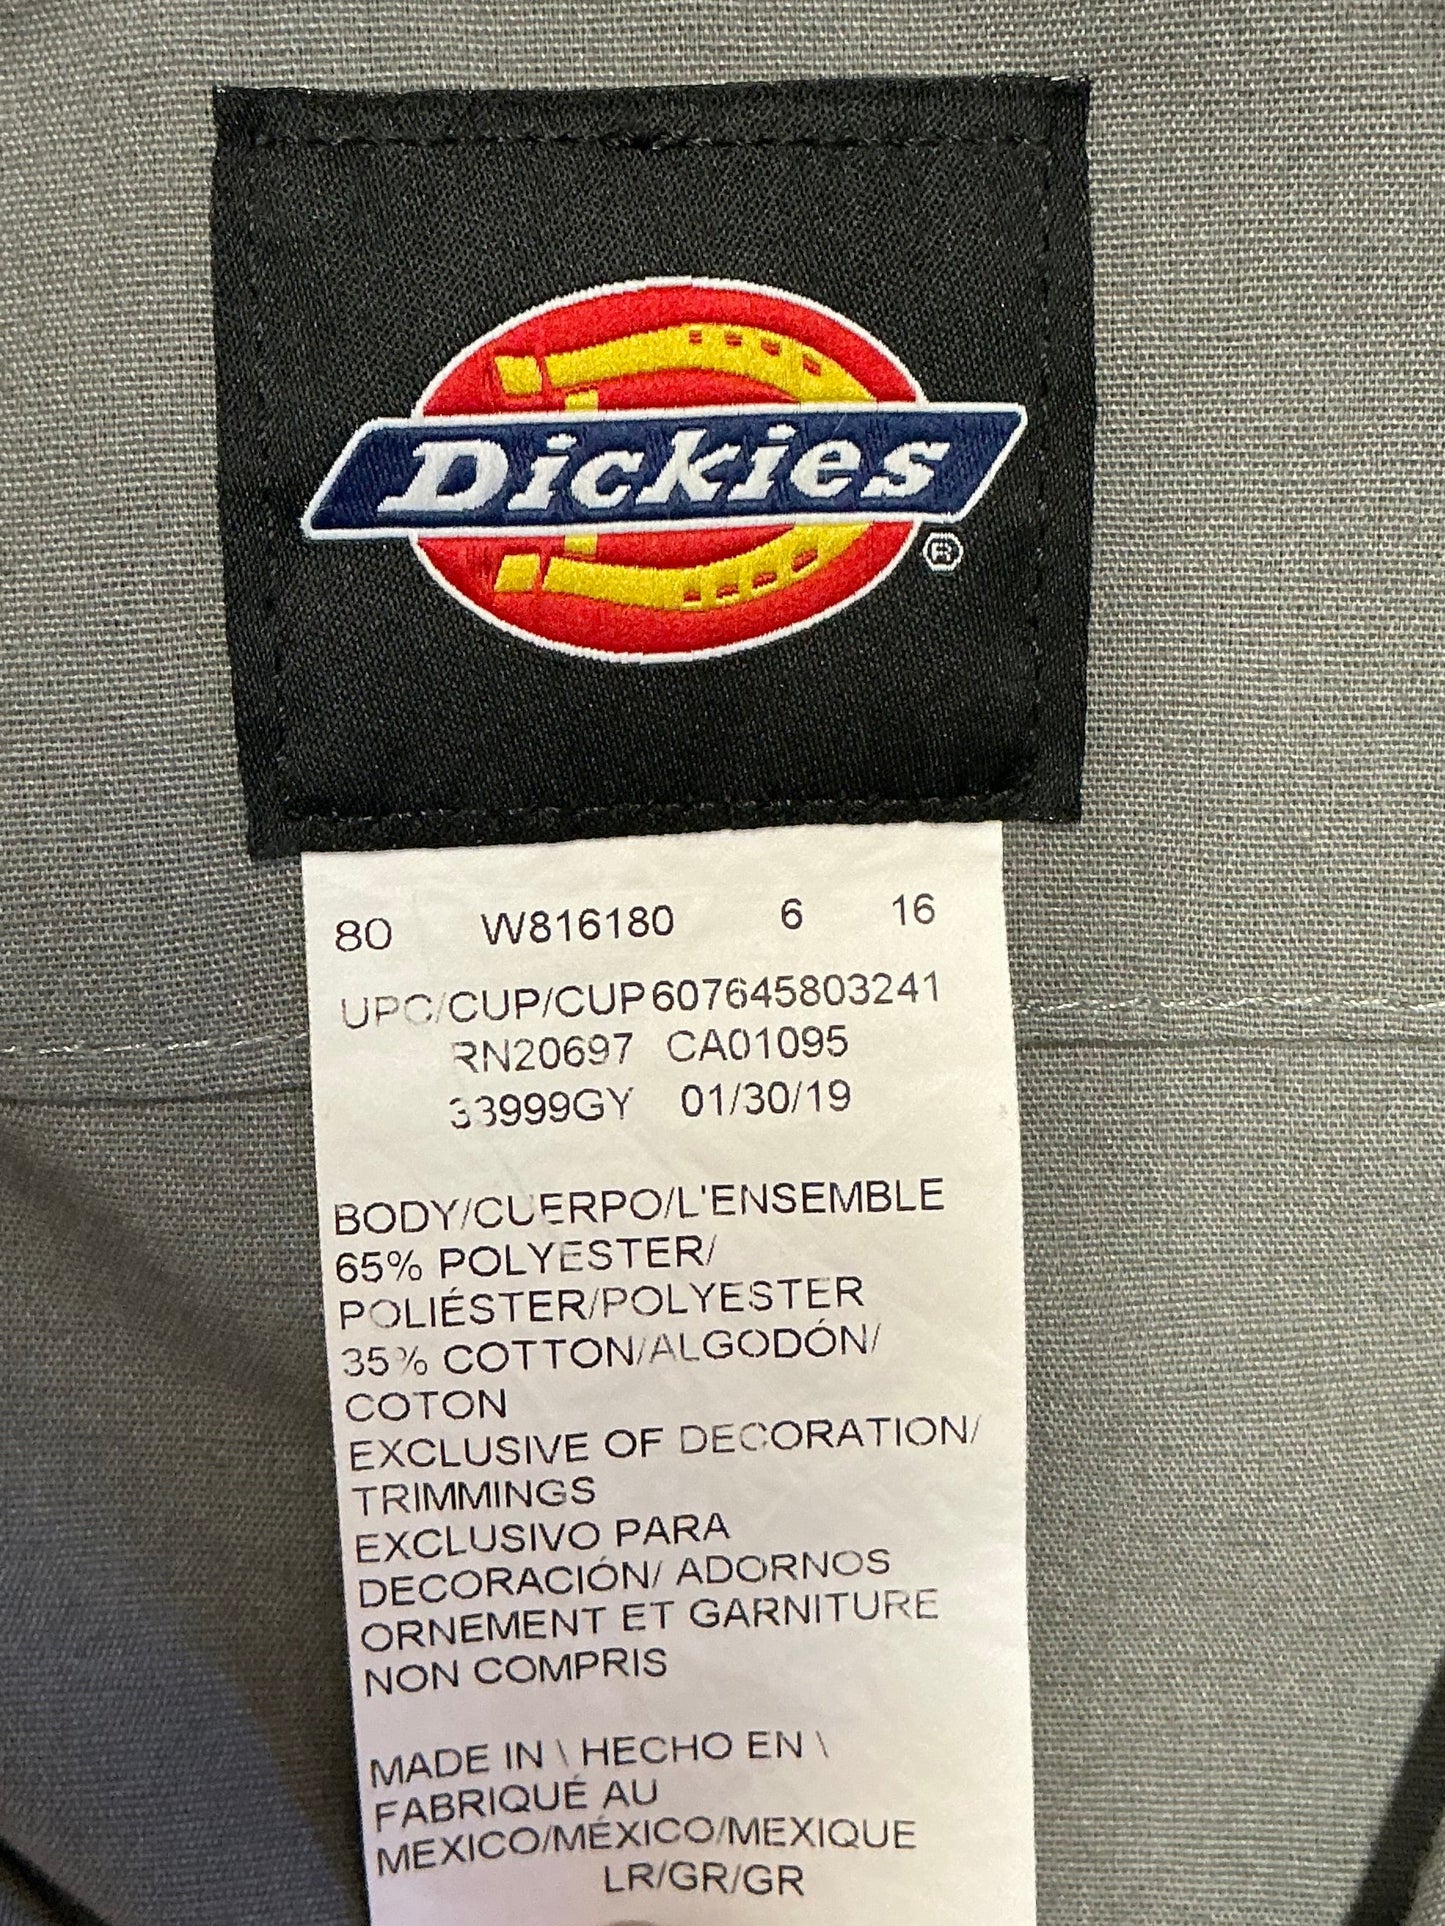 Dickies
®
80 W816180 6 16
UPC/CUP/CUP607645803241
RN20697 CA01095
33999GY 01/30/19
BODY/CUERPO/L'ENSEMBLE
65% POLYESTER/
POLIÉSTER/POLYESTER
35% COTTON/ALGODÓN/
COTON
EXCLUSIVE OF DECORATION/
TRIMMINGS
EXCLUSIVO PARA
DECORACIÓN/ ADORNOS
ORNEMENT ET GARNITURE
NON COMPRIS
MADE IN \ HECHO EN \
FABRIQUÉ AU
MEXICO/MÉXICO/MEXIQUE
LR/GR/GR